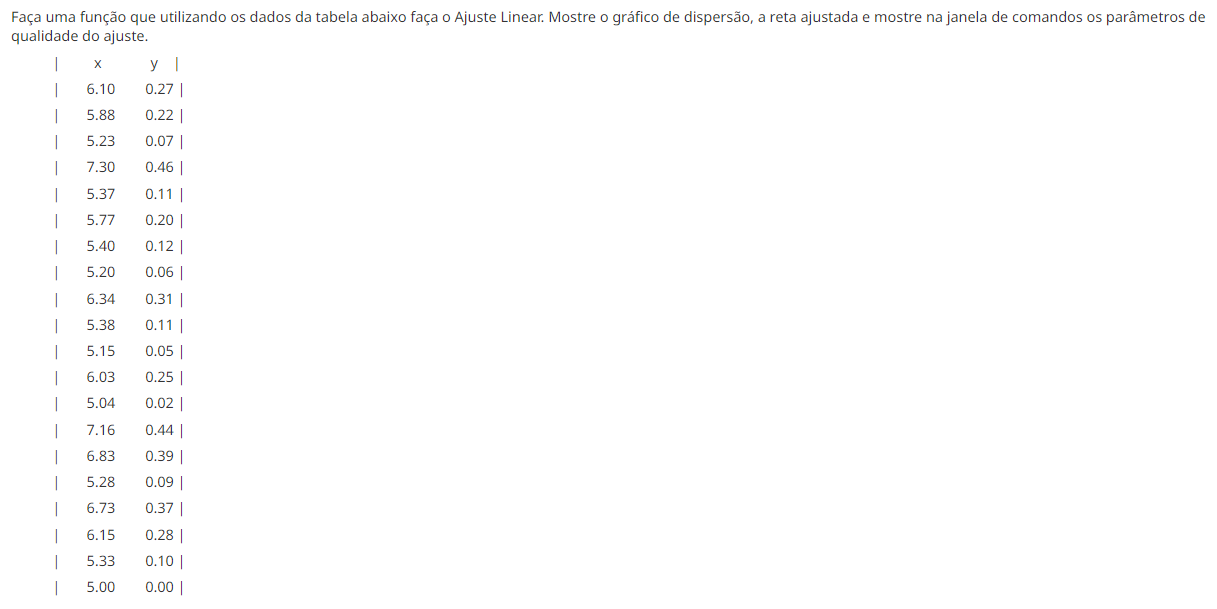 Faça uma função que utilizando os dados da tabela abaixo faça o Ajuste Linear. Mostre o gráfico de dispersão, a reta ajustada e mostre na janela de comandos os parâmetros de
qualidade do ajuste.
| x y |
| 6.10 0.27 |
| 5.88 0.22 |
| 5.23 0.07 |
| 7.30 0.46 |
| 5.37 0.11 |
| 5.77 0.20 |
| 5.40 0.12 |
| 5.20 0.06 |
| 6.34 0.31 |
| 5.38 0.11 |
| 5.15 0.05 |
| 6.03 0.25 |
| 5.04 0.02 |
| 7.16 0.44 |
| 6.83 0.39 |
| 5.28 0.09 |
| 6.73 0.37 |
| 6.15 0.28 |
| 5.33 0.10 |
| 5.00 0.00 |